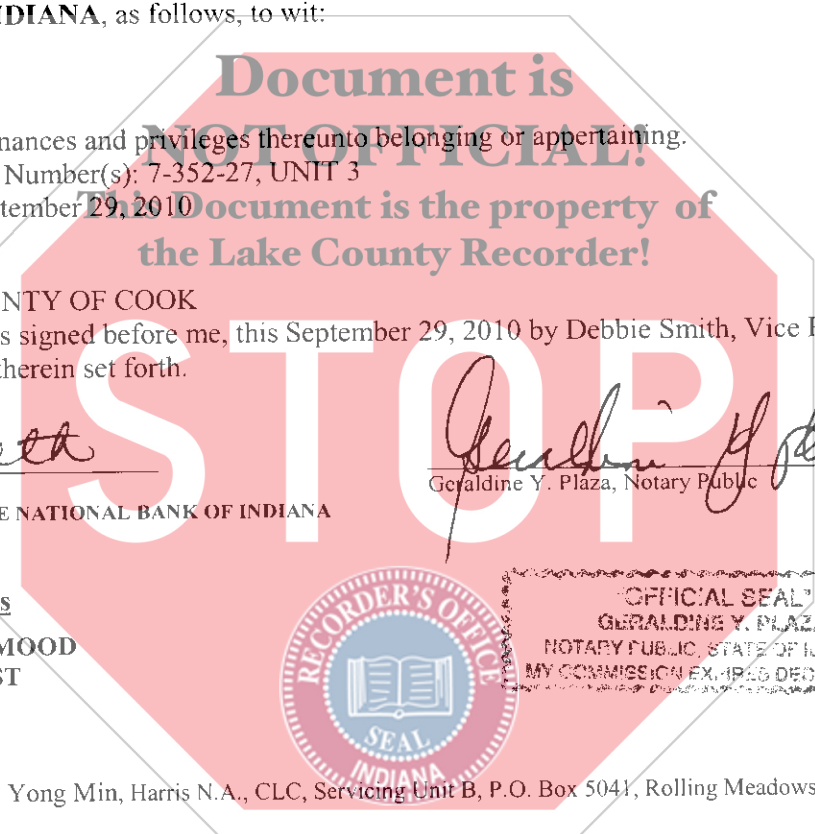 NDIANA, as follows, to wit:
Document is
nances and privileges thereunto belonging or appertaining.
NOT OFFICIAL!
Number(s): 7-352-27, UNIT 3
tember 29, 2010
This Document is the property of
the Lake County Recorder!
NTY OF COOK
s signed before me, this September 29, 2010 by Debbie Smith, Vice
therein set forth.
STOP
Geraldine Y. Plaza, Notary Public
E NATIONAL BANK OF INDIANA
RECORDER'S OFFICE
SEAL
INDIANA
s
MOOD
ST
"OFFICIAL SEAL"
GERALDINE Y. PLAZA
NOTARY PUBLIC, STATE OF
MY COMMISSION EXPIRES DEC
Yong Min, Harris N.A., CLC, Servicing Unit B, P.O. Box 5041, Rolling Meadows